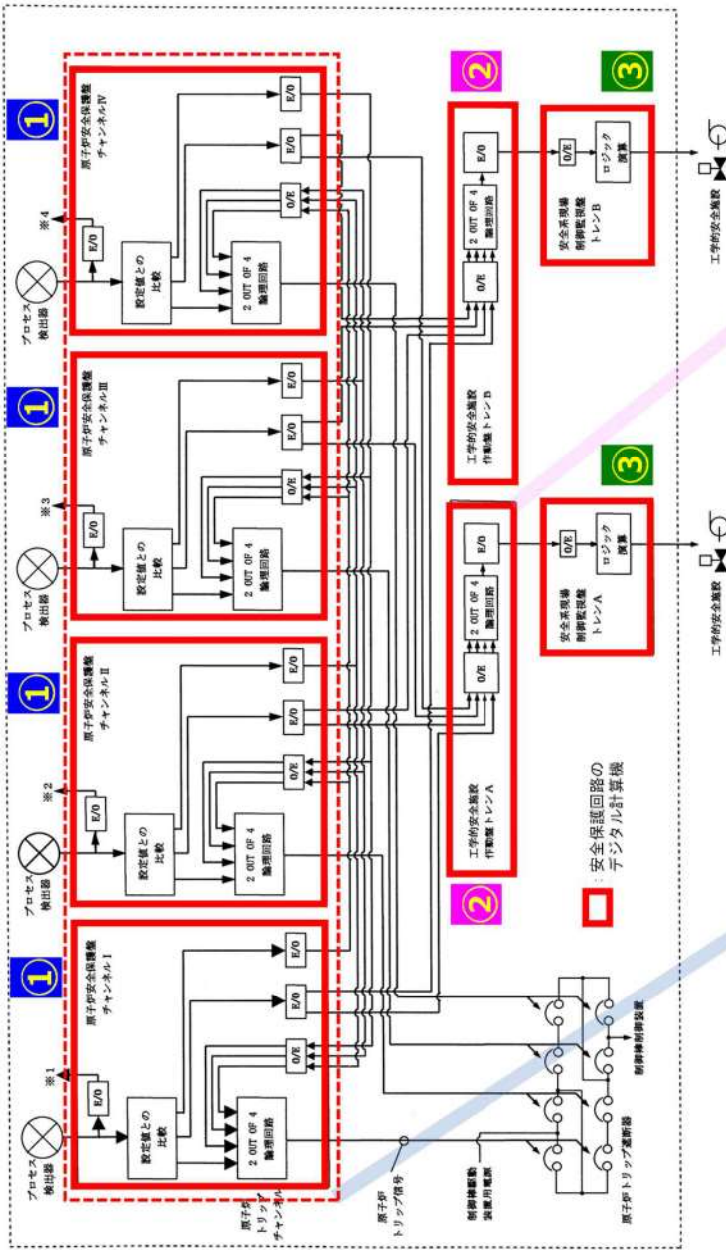 プロセス
検出器
※1
①
原子炉安全保護盤
チャンネルⅠ
E/O
設定値との
比較
2 OUT OF 4
論理回路
O/E
E/O
E/O
プロセス
検出器
※2
①
原子炉安全保護盤
チャンネルⅡ
E/O
設定値との
比較
2 OUT OF 4
論理回路
O/E
E/O
E/O
プロセス
検出器
※3
①
原子炉安全保護盤
チャンネルⅢ
E/O
設定値との
比較
2 OUT OF 4
論理回路
O/E
E/O
E/O
プロセス
検出器
※4
①
原子炉安全保護盤
チャンネルⅣ
E/O
設定値との
比較
2 OUT OF 4
論理回路
O/E
E/O
E/O
原子炉
トリップ
チャンネル
原子炉
トリップ信号
制御棒駆動
装置用電源
原子炉トリップ遮断器
制御棒制御装置
②
工学的安全施設
作動盤トレンA
O/E
2 OUT OF 4
論理回路
E/O
②
工学的安全施設
作動盤トレンB
O/E
2 OUT OF 4
論理回路
E/O
③
安全系現場
制御監視盤
トレンA
O/E
ロジック
演算
工学的安全施設
③
安全系現場
制御監視盤
トレンB
O/E
ロジック
演算
工学的安全施設
:安全保護回路の
デジタル計算機